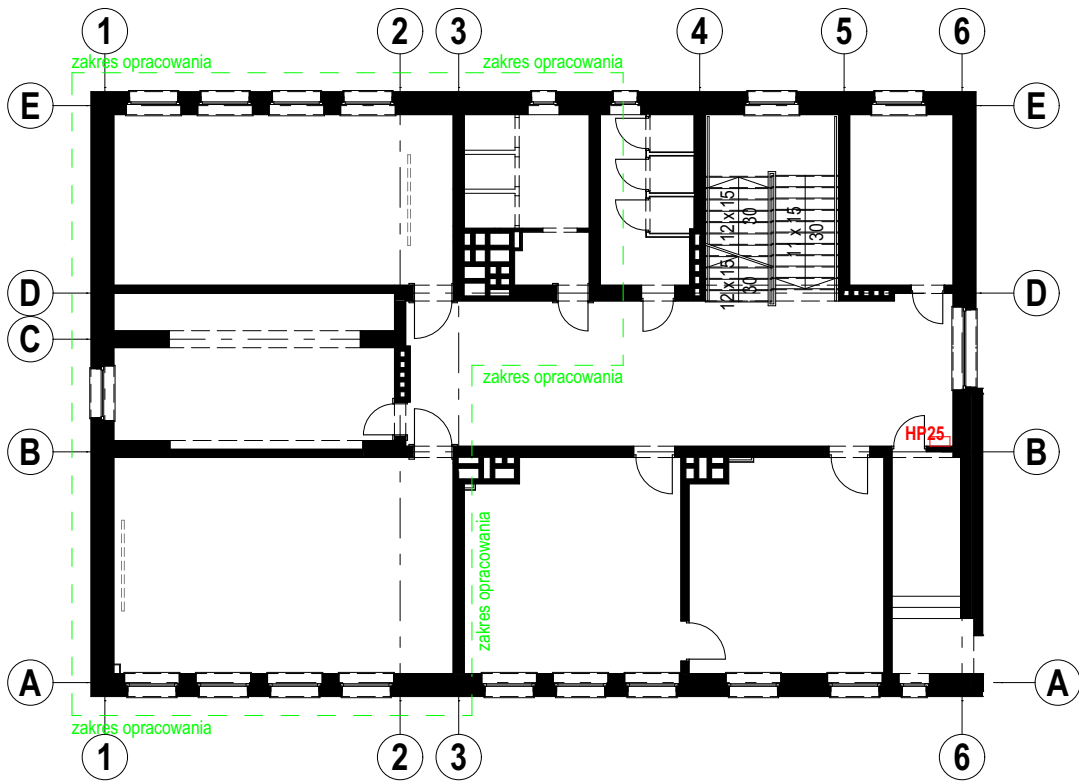 1 2 3 4 5 6
zakres opracowania zakres opracowania
E E
12 x 15 12 x 15 11 x 15
30 30 30
D D
C
zakres opracowania
HP25
B B
zakres opracowania
A A
zakres opracowania
1 2 3 6